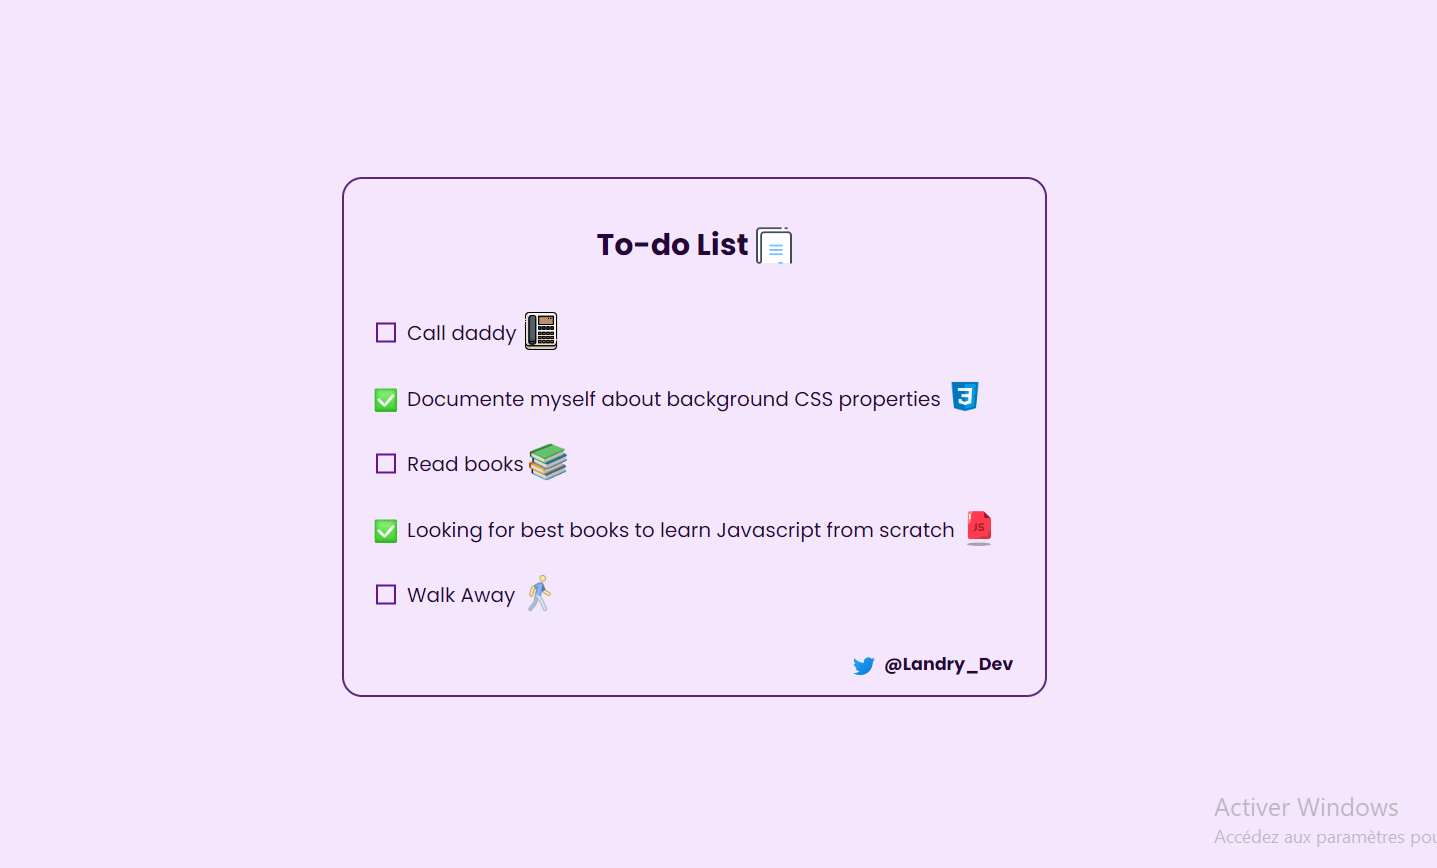 To-do List
Call daddy
Documente myself about background CSS properties
Read books
Looking for best books to learn Javascript from scratch
JS
Walk Away
@Landry_Dev
Activer Windows
Accédez aux paramètres